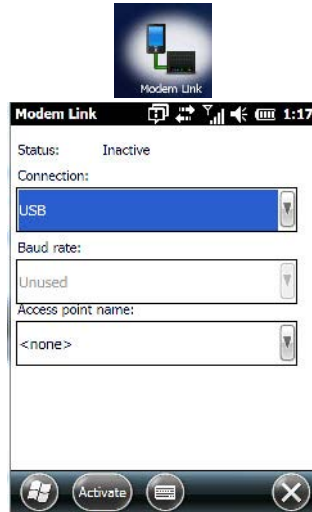 Modem Link
Modem Link 1:17
Status: Inactive
Connection:
USB
Baud rate:
Unused
Access point name:
<none>
Activate